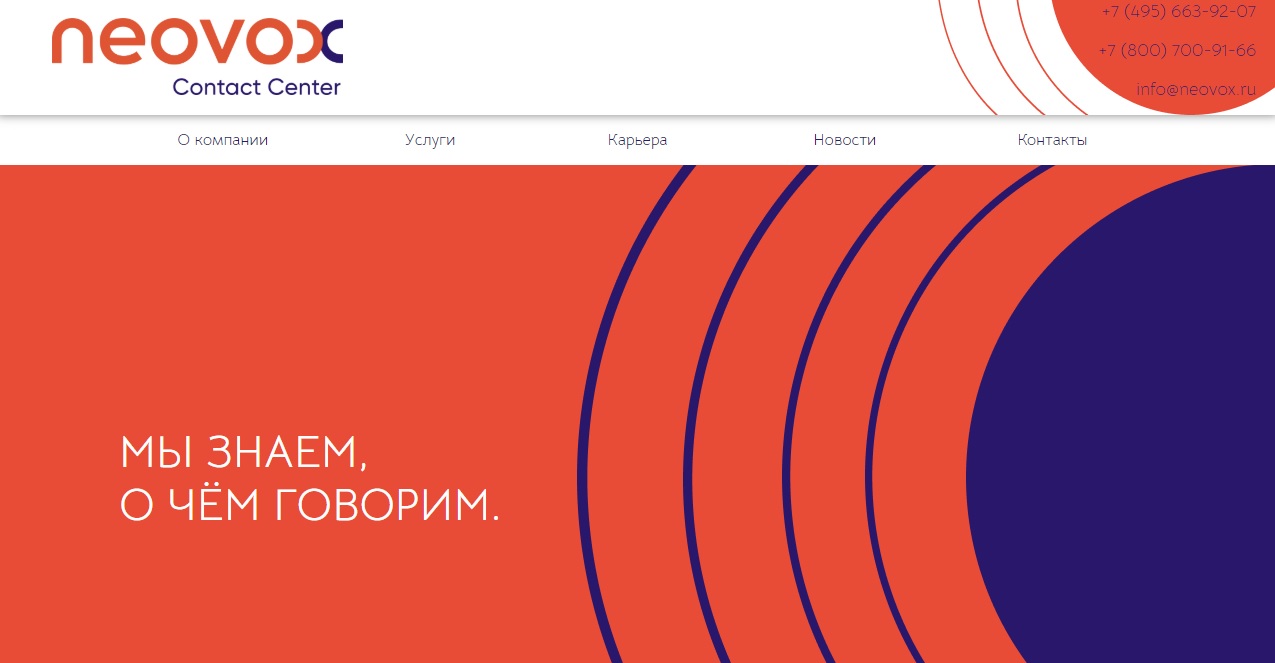 neovox
Contact Center
+7 (495) 663-92-07
+7 (800) 700-91-66
info@neovox.ru
О компании
Услуги
Карьера
Новости
Контакты
МЫ ЗНАЕМ,
О ЧЁМ ГОВОРИМ.